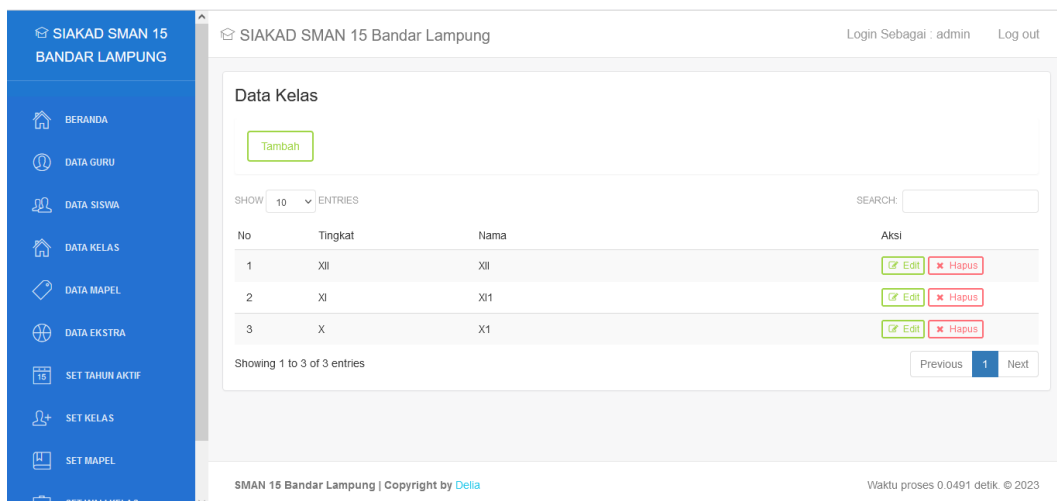 SIAKAD SMAN 15
BANDAR LAMPUNG
BERANDA
DATA GURU
DATA SISWA
DATA KELAS
DATA MAPEL
DATA EKSTRA
15
SET TAHUN AKTIF
SET KELAS
SET MAPEL
SIAKAD SMAN 15 Bandar Lampung
Login Sebagai : admin Log out
Data Kelas
Tambah
SHOW 10 ENTRIES SEARCH:
No Tingkat Nama Aksi
1 XII XII Edit Hapus
2 XI XI1 Edit Hapus
3 X X1 Edit Hapus
Showing 1 to 3 of 3 entries Previous 1 Next
SMAN 15 Bandar Lampung | Copyright by Delia Waktu proses 0.0491 detik. © 2023